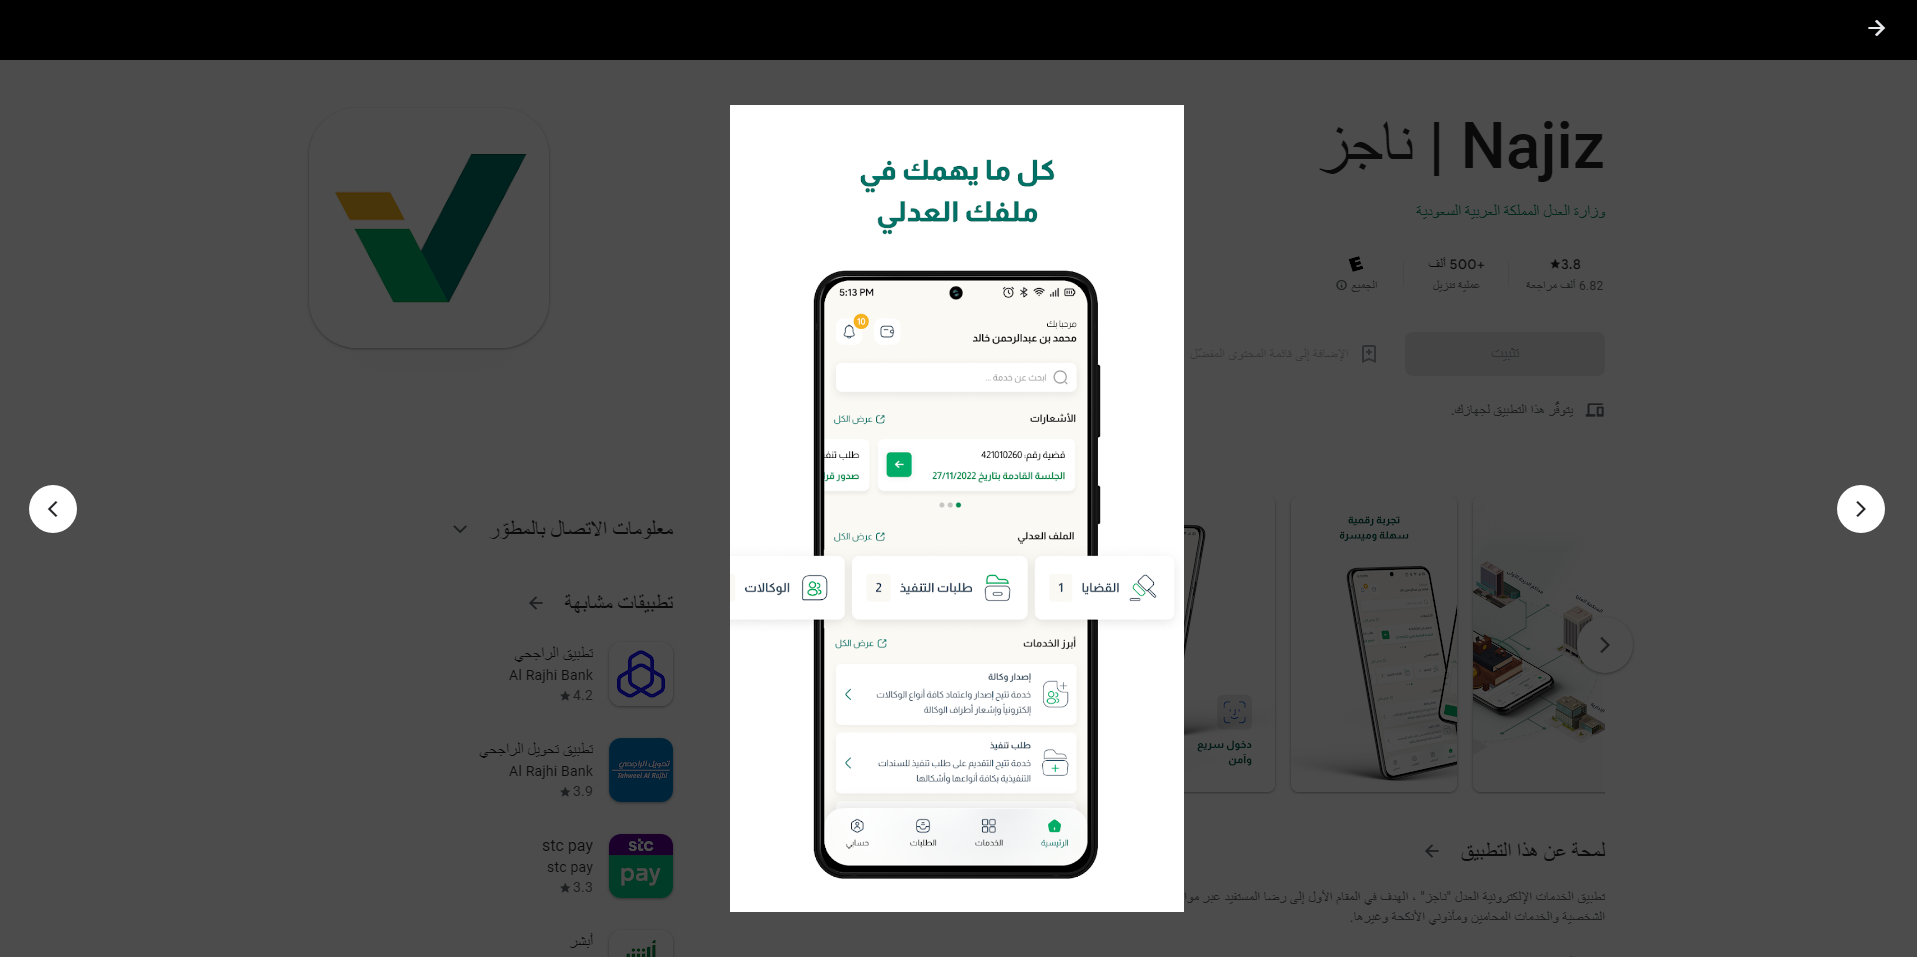 Najiz | ناجز
وزارة العدل المملكة العربية السعودية
3.8★
6.82 ألف مراجعة
+500 ألف
عملية تنزيل
E
الجميع
تثبيت
الإضافة إلى قائمة المحتوى المفضّل
يتوفّر هذا التطبيق لجهازك.
كل ما يهمك في
ملفك العدلي
5:13 PM
مرحبا بك
محمد بن عبدالرحمن خالد
10
ابحث عن خدمة ...
الأشعارات
عرض الكل
قضية رقم: 421010260
الجلسة القادمة بتاريخ 27/11/2022
طلب تنف
صدور قرا
الملف العدلي
عرض الكل
القضايا 1
طلبات التنفيذ 2
الوكالات
أبرز الخدمات
عرض الكل
إصدار وكالة
خدمة تتيح إصدار واعتماد كافة أنواع الوكالات
إلكترونياً وإشعار أطراف الوكالة
طلب تنفيذ
خدمة تتيح التقديم على طلب تنفيذ للسندات
التنفيذية بكافة أنواعها وأشكالها
الرئيسية
الخدمات
الطلبات
حسابي
تجربة رقمية
سهلة وميسرة
دخول سريع
وآمن
لمحة عن هذا التطبيق
تطبيق الخدمات الإلكترونية العدل "ناجز" ، الهدف في المقام الأول إلى رضا المستفيد عبر
الشخصية والخدمات المحامين ومأذوني الأنكحة وغيرها.
معلومات الاتصال بالمطوّر
تطبيقات مشابهة
تطبيق الراجحي
Al Rajhi Bank
4.2★
تطبيق تحويل الراجحي
Al Rajhi Bank
3.9★
تحويل الراجحي
Tahweel Al Rajhi
stc pay
stc pay
3.3★
stc
pay
أبشر